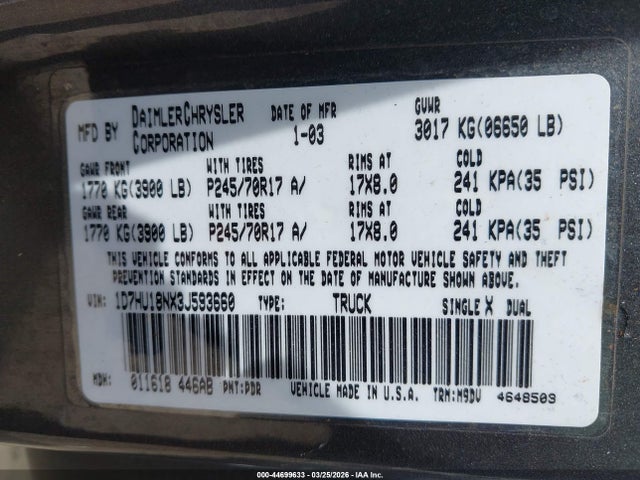 MFD BY DAIMLERCHRYSLER CORPORATION DATE OF MFR 1-03 GVWR 3017 KG(06650 LB)
GAWR FRONT WITH TIRES RIMS AT COLD
1770 KG(3900 LB) P245/70R17 A/ 17X8.0 241 KPA(35 PSI)
GAWR REAR WITH TIRES RIMS AT COLD
1770 KG(3900 LB) P245/70R17 A/ 17X8.0 241 KPA(35 PSI)
THIS VEHICLE CONFORMS TO ALL APPLICABLE FEDERAL MOTOR VEHICLE SAFETY AND THEFT
PREVENTION STANDARDS IN EFFECT ON THE DATE OF MANUFACTURE SHOWN ABOVE.
VIN: 1D7HU18NX3J593660 TYPE: TRUCK SINGLE X DUAL
MDH: 011618 446AB PNT:PDR VEHICLE MADE IN U.S.A. TRM:M9DV 4648509
000-44699633 - 03/25/2026 - IAA Inc.